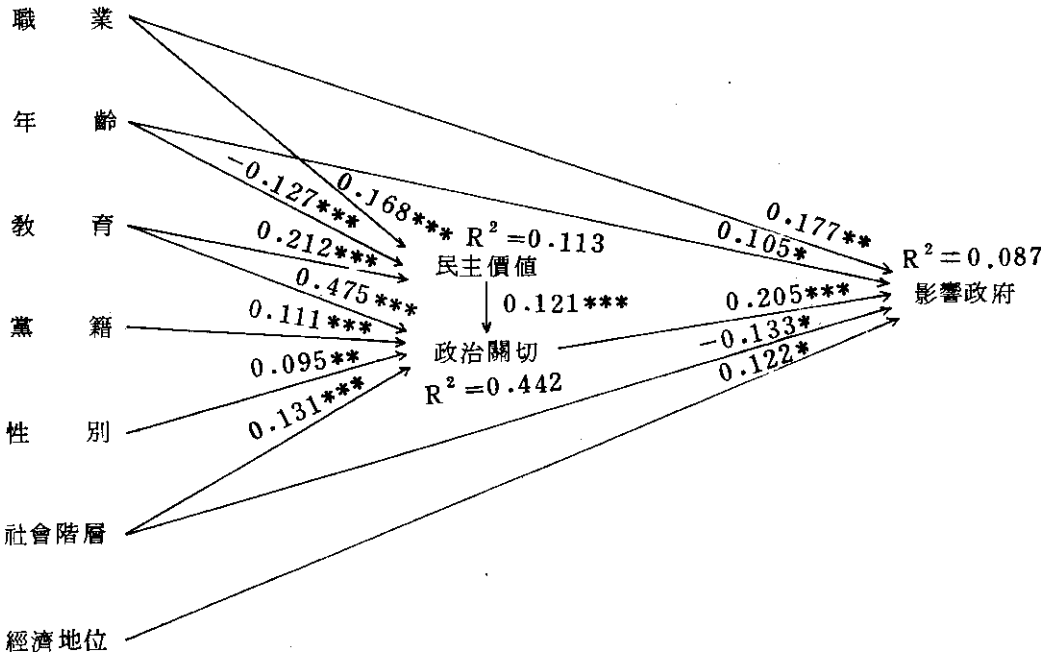 職業
年齡
教育
黨籍
性別
社會階層
經濟地位
-0.127***
0.168***
0.212***
0.475***
0.111***
0.095**
0.131***
R²=0.113
民主價値
0.121***
政治關切
R²=0.442
0.177**
0.105*
0.205***
-0.133*
0.122*
R²=0.087
影響政府